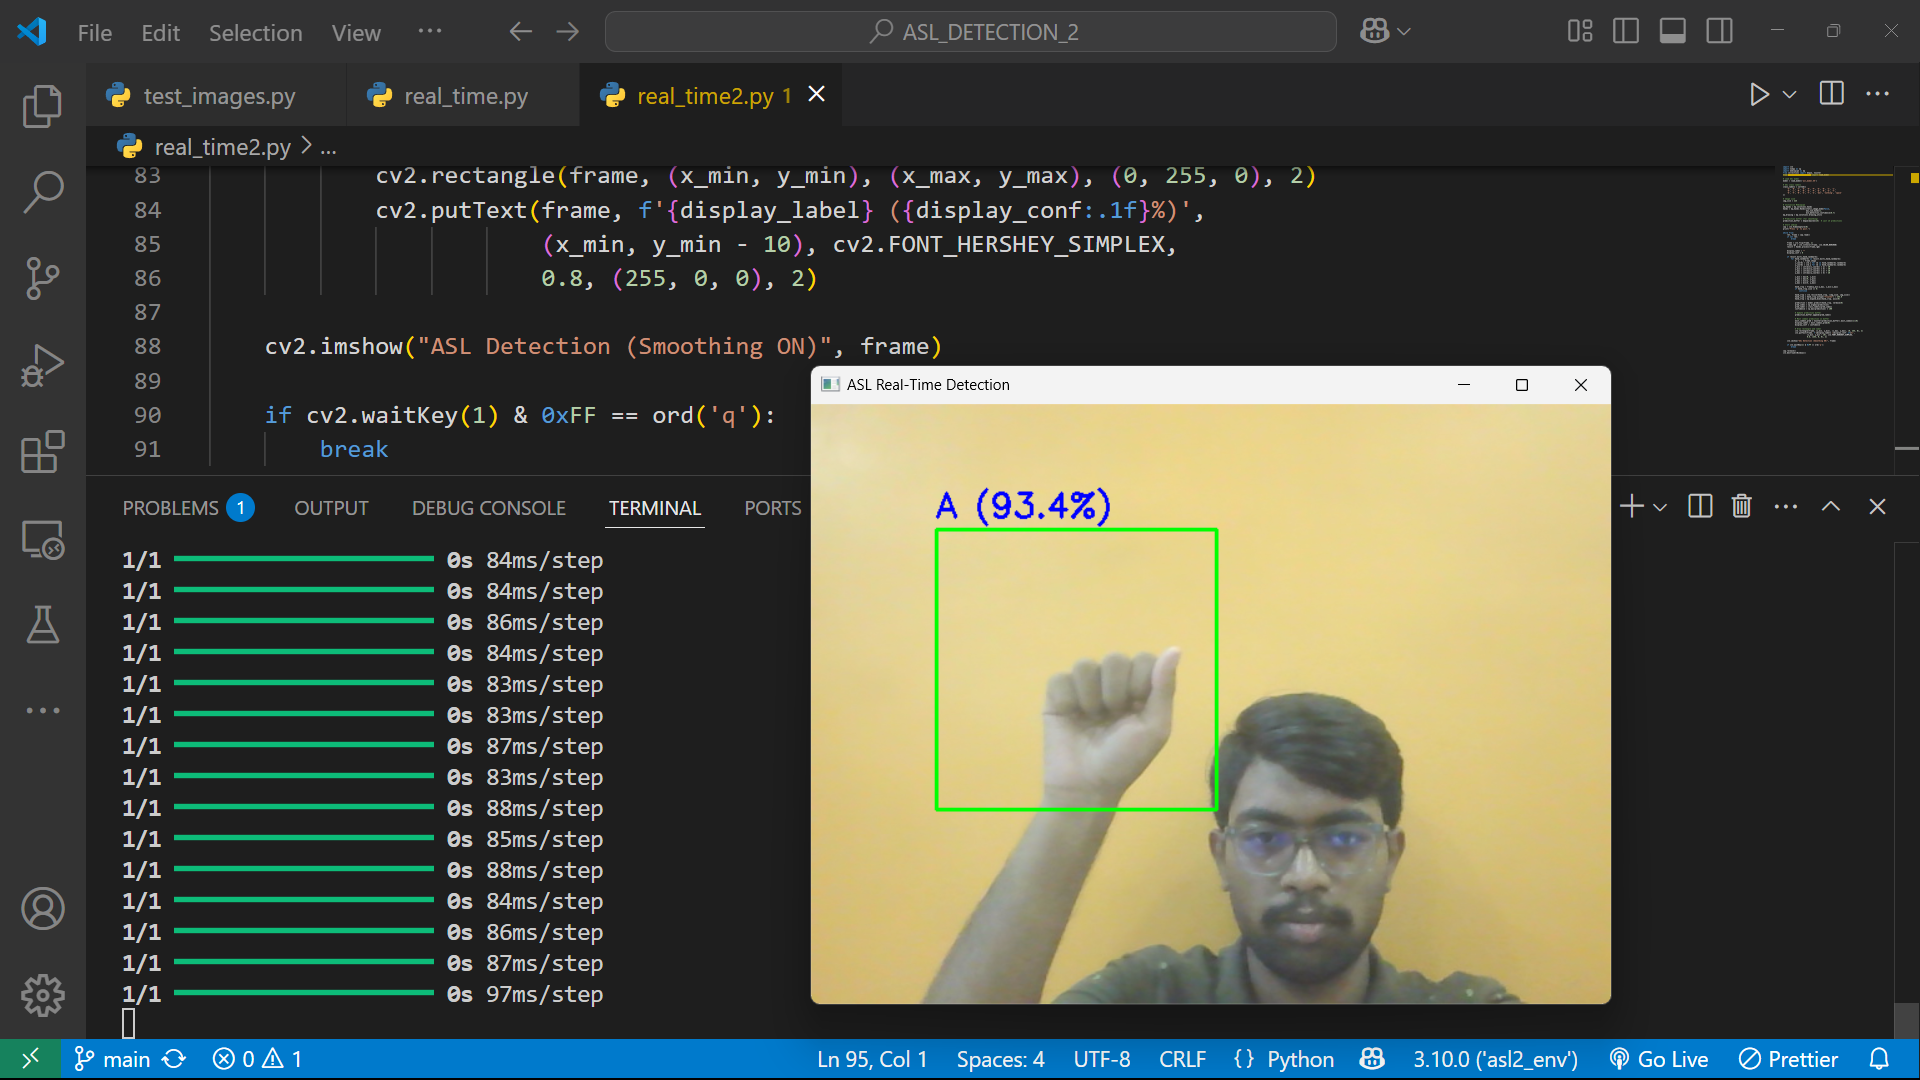 File Edit Selection View ··· ASL_DETECTION_2
test_images.py real_time.py real_time2.py 1
real_time2.py > ...
83 cv2.rectangle(frame, (x_min, y_min), (x_max, y_max), (0, 255, 0), 2)
84 cv2.putText(frame, f'{display_label} ({display_conf:.1f}%)',
85 (x_min, y_min - 10), cv2.FONT_HERSHEY_SIMPLEX,
86 0.8, (255, 0, 0), 2)
87
88 cv2.imshow("ASL Detection (Smoothing ON)", frame)
89
90 if cv2.waitKey(1) & 0xFF == ord('q'):
91 break
PROBLEMS 1 OUTPUT DEBUG CONSOLE TERMINAL PORTS
1/1 0s 84ms/step
1/1 0s 84ms/step
1/1 0s 86ms/step
1/1 0s 84ms/step
1/1 0s 83ms/step
1/1 0s 83ms/step
1/1 0s 87ms/step
1/1 0s 83ms/step
1/1 0s 88ms/step
1/1 0s 85ms/step
1/1 0s 88ms/step
1/1 0s 84ms/step
1/1 0s 86ms/step
1/1 0s 87ms/step
1/1 0s 97ms/step
ASL Real-Time Detection
A (93.4%)
main 0 1 Ln 95, Col 1 Spaces: 4 UTF-8 CRLF {} Python 3.10.0 ('asl2_env') Go Live Prettier